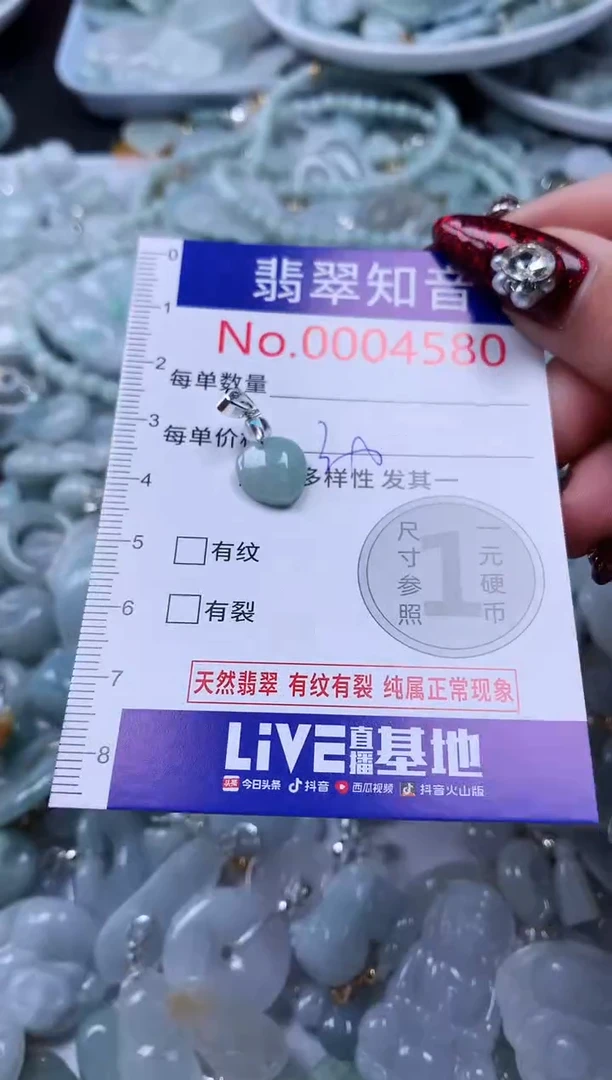 翡翠知音
No.0004580
每单数量
每单价
多样性 发其一
有纹
有裂
尺寸参照
一元硬币
1
天然翡翠 有纹有裂 纯属正常现象
LiVE直播基地
头条 今日头条 抖音 西瓜视频 抖音火山版
0
1
2
3
4
5
6
7
8